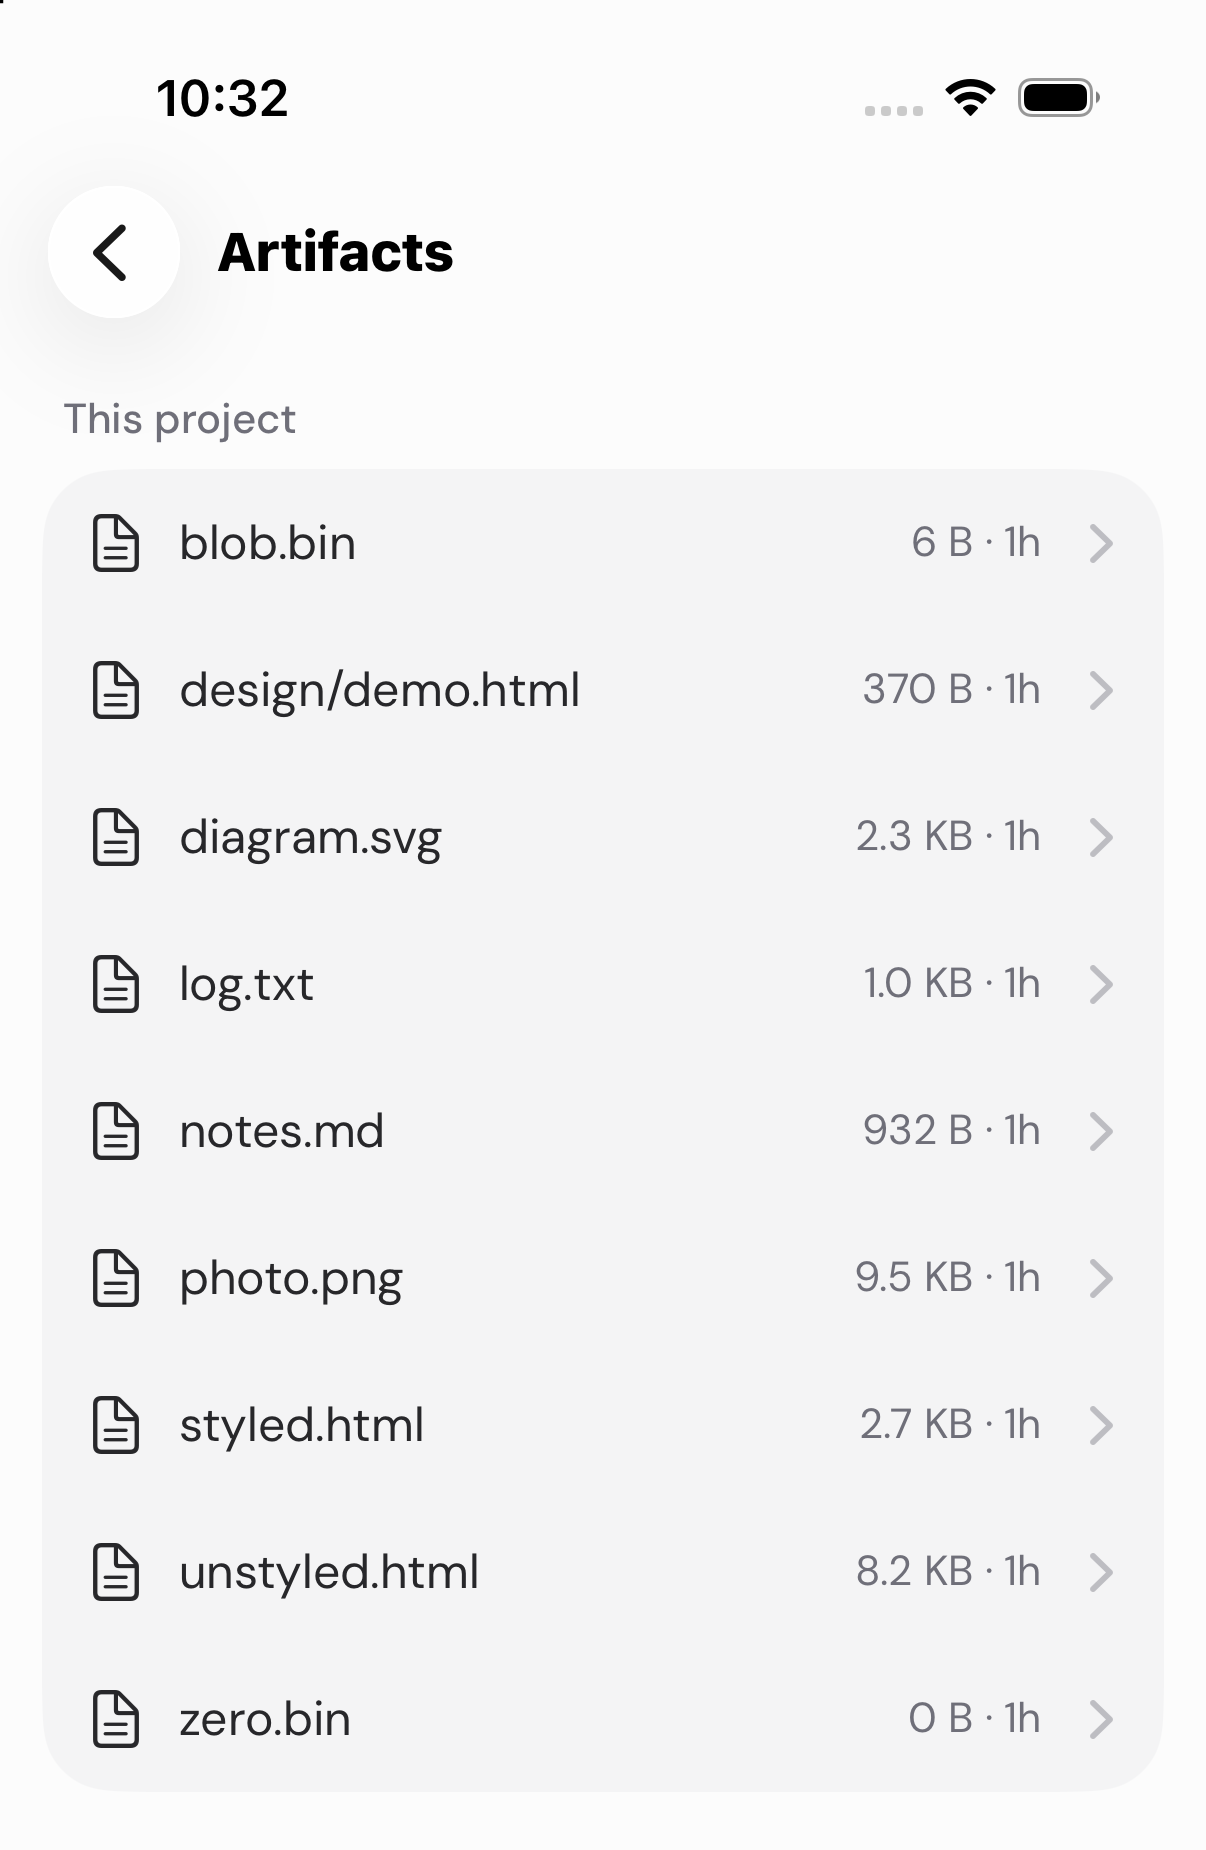 10:32
Artifacts
This project
blob.bin 6 B · 1h
design/demo.html 370 B · 1h
diagram.svg 2.3 KB · 1h
log.txt 1.0 KB · 1h
notes.md 932 B · 1h
photo.png 9.5 KB · 1h
styled.html 2.7 KB · 1h
unstyled.html 8.2 KB · 1h
zero.bin 0 B · 1h